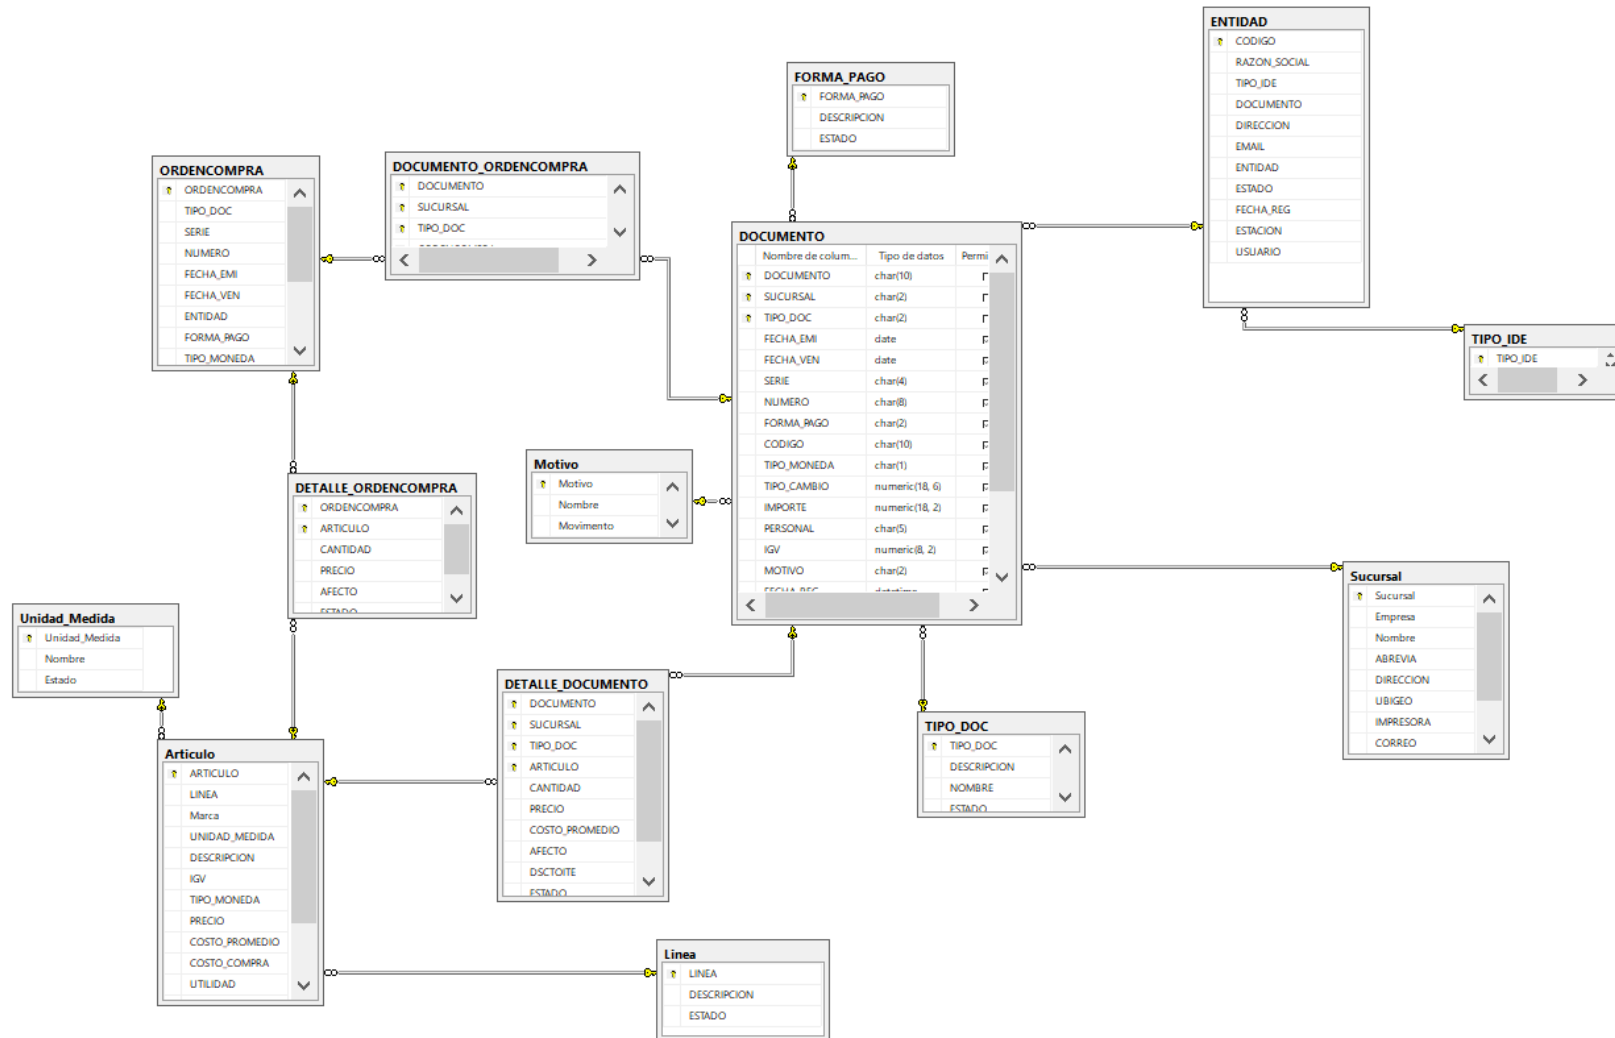 ENTIDAD
CODIGO
RAZON_SOCIAL
TIPO_IDE
DOCUMENTO
DIRECCION
EMAIL
ENTIDAD
ESTADO
FECHA_REG
ESTACION
USUARIO
FORMA_PAGO
FORMA_PAGO
DESCRIPCION
ESTADO
ORDENCOMPRA
ORDENCOMPRA
TIPO_DOC
SERIE
NUMERO
FECHA_EMI
FECHA_VEN
ENTIDAD
FORMA_PAGO
TIPO_MONEDA
DOCUMENTO_ORDENCOMPRA
DOCUMENTO
SUCURSAL
TIPO_DOC
DOCUMENTO
Nombre de colum... Tipo de datos Permi
DOCUMENTO char(10)
SUCURSAL char(2)
TIPO_DOC char(2)
FECHA_EMI date
FECHA_VEN date
SERIE char(4)
NUMERO char(8)
FORMA_PAGO char(2)
CODIGO char(10)
TIPO_MONEDA char(1)
TIPO_CAMBIO numeric(18, 6)
IMPORTE numeric(18, 2)
PERSONAL char(5)
IGV numeric(8, 2)
MOTIVO char(2)
FECHA_REG datetime
TIPO_IDE
TIPO_IDE
Motivo
Motivo
Nombre
Movimento
DETALLE_ORDENCOMPRA
ORDENCOMPRA
ARTICULO
CANTIDAD
PRECIO
AFECTO
ESTADO
Sucursal
Sucursal
Empresa
Nombre
ABREVIA
DIRECCION
UBIGEO
IMPRESORA
CORREO
Unidad_Medida
Unidad_Medida
Nombre
Estado
DETALLE_DOCUMENTO
DOCUMENTO
SUCURSAL
TIPO_DOC
ARTICULO
CANTIDAD
PRECIO
COSTO_PROMEDIO
AFECTO
DSCTOITE
ESTADO
TIPO_DOC
TIPO_DOC
DESCRIPCION
NOMBRE
ESTADO
Articulo
ARTICULO
LINEA
Marca
UNIDAD_MEDIDA
DESCRIPCION
IGV
TIPO_MONEDA
PRECIO
COSTO_PROMEDIO
COSTO_COMPRA
UTILIDAD
Linea
LINEA
DESCRIPCION
ESTADO